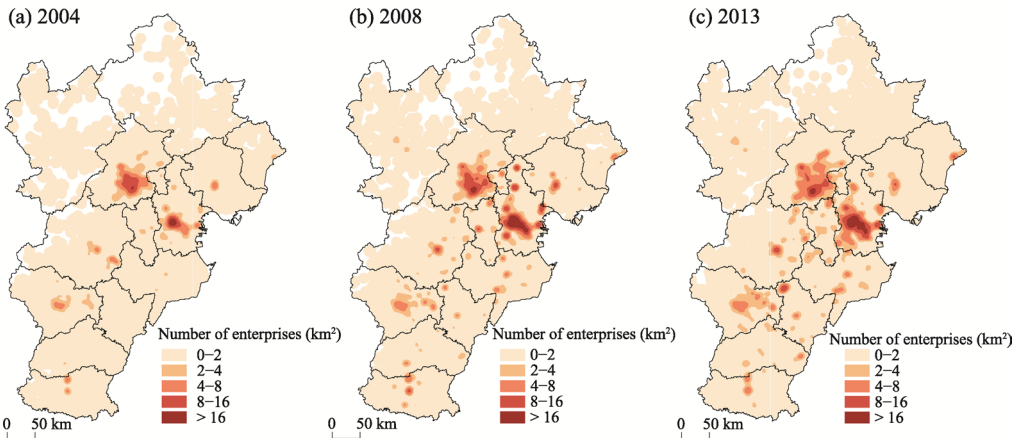 (a) 2004
(b) 2008
(c) 2013
Number of enterprises (km²)
0−2
2−4
4−8
8−16
> 16
0 50 km
Number of enterprises (km²)
0−2
2−4
4−8
8−16
> 16
0 50 km
Number of enterprises (km²)
0−2
2−4
4−8
8−16
> 16
0 50 km